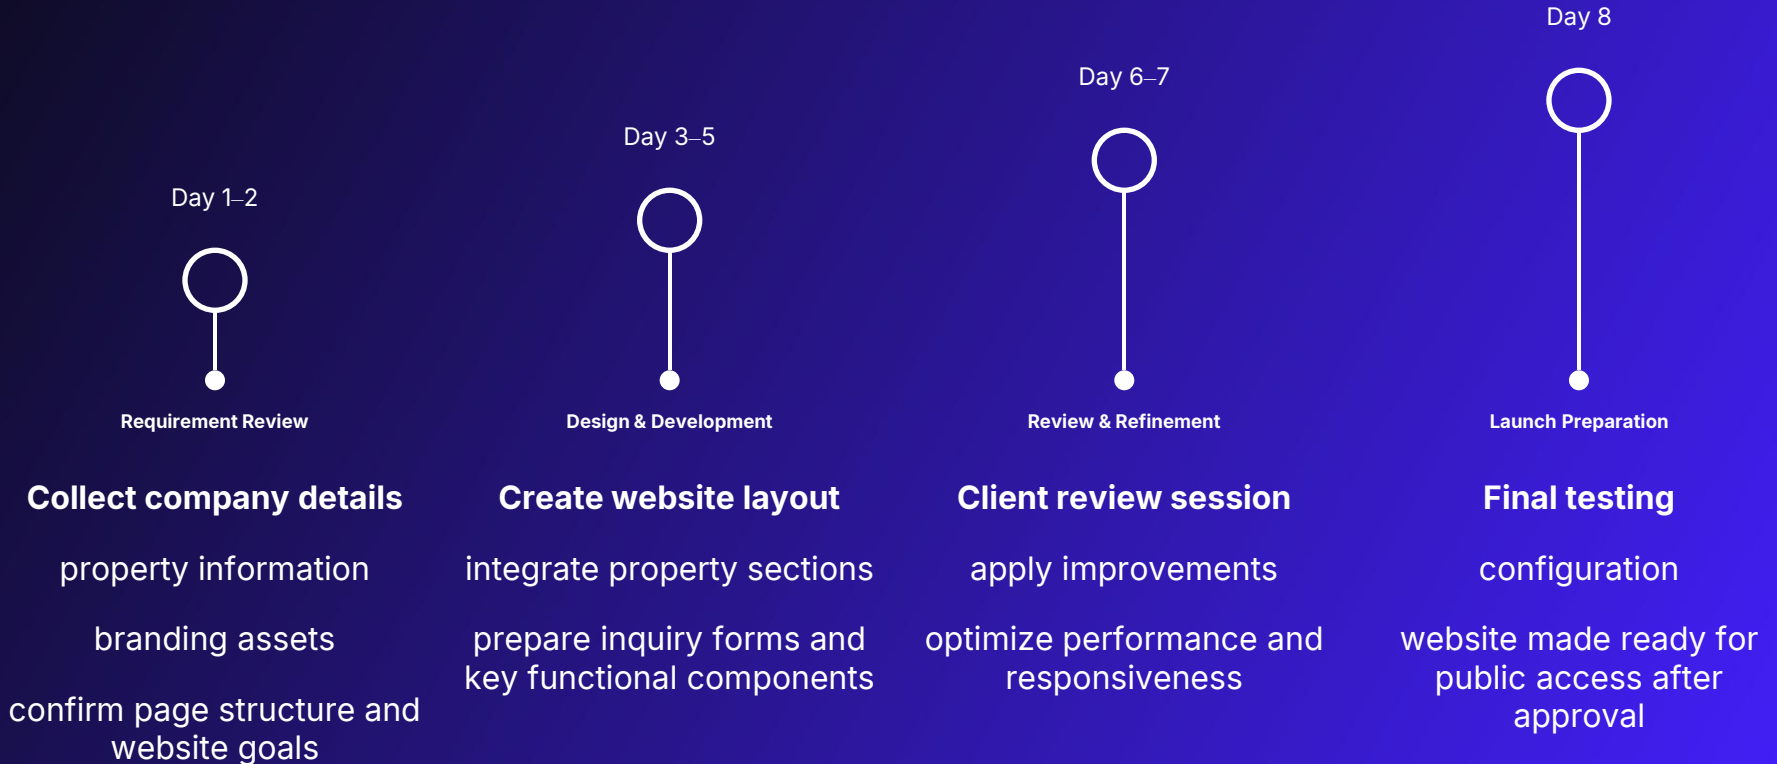 Day 1–2
Requirement Review
Collect company details
property information
branding assets
confirm page structure and
website goals
Day 3–5
Design & Development
Create website layout
integrate property sections
prepare inquiry forms and
key functional components
Day 6–7
Review & Refinement
Client review session
apply improvements
optimize performance and
responsiveness
Day 8
Launch Preparation
Final testing
configuration
website made ready for
public access after
approval